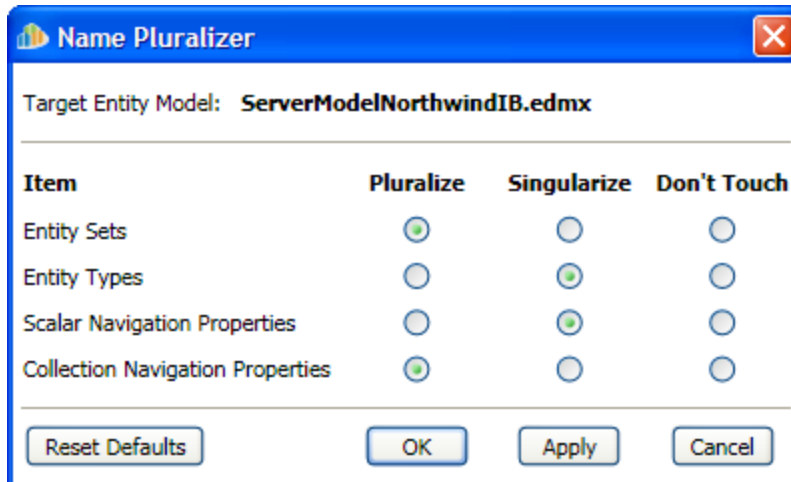 Name Pluralizer
Target Entity Model: ServerModelNorthwindIB.edmx
Item Pluralize Singularize Don't Touch
Entity Sets
Entity Types
Scalar Navigation Properties
Collection Navigation Properties
Reset Defaults OK Apply Cancel